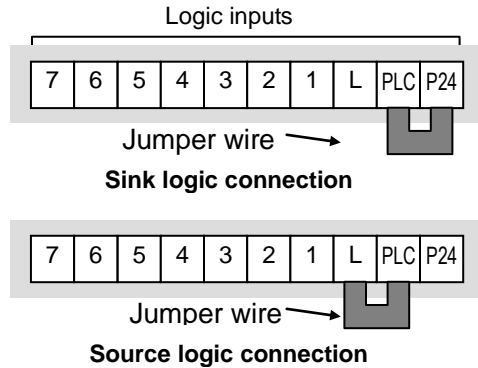 Logic inputs
7 6 5 4 3 2 1 L PLC P24
Jumper wire
Sink logic connection
7 6 5 4 3 2 1 L PLC P24
Jumper wire
Source logic connection